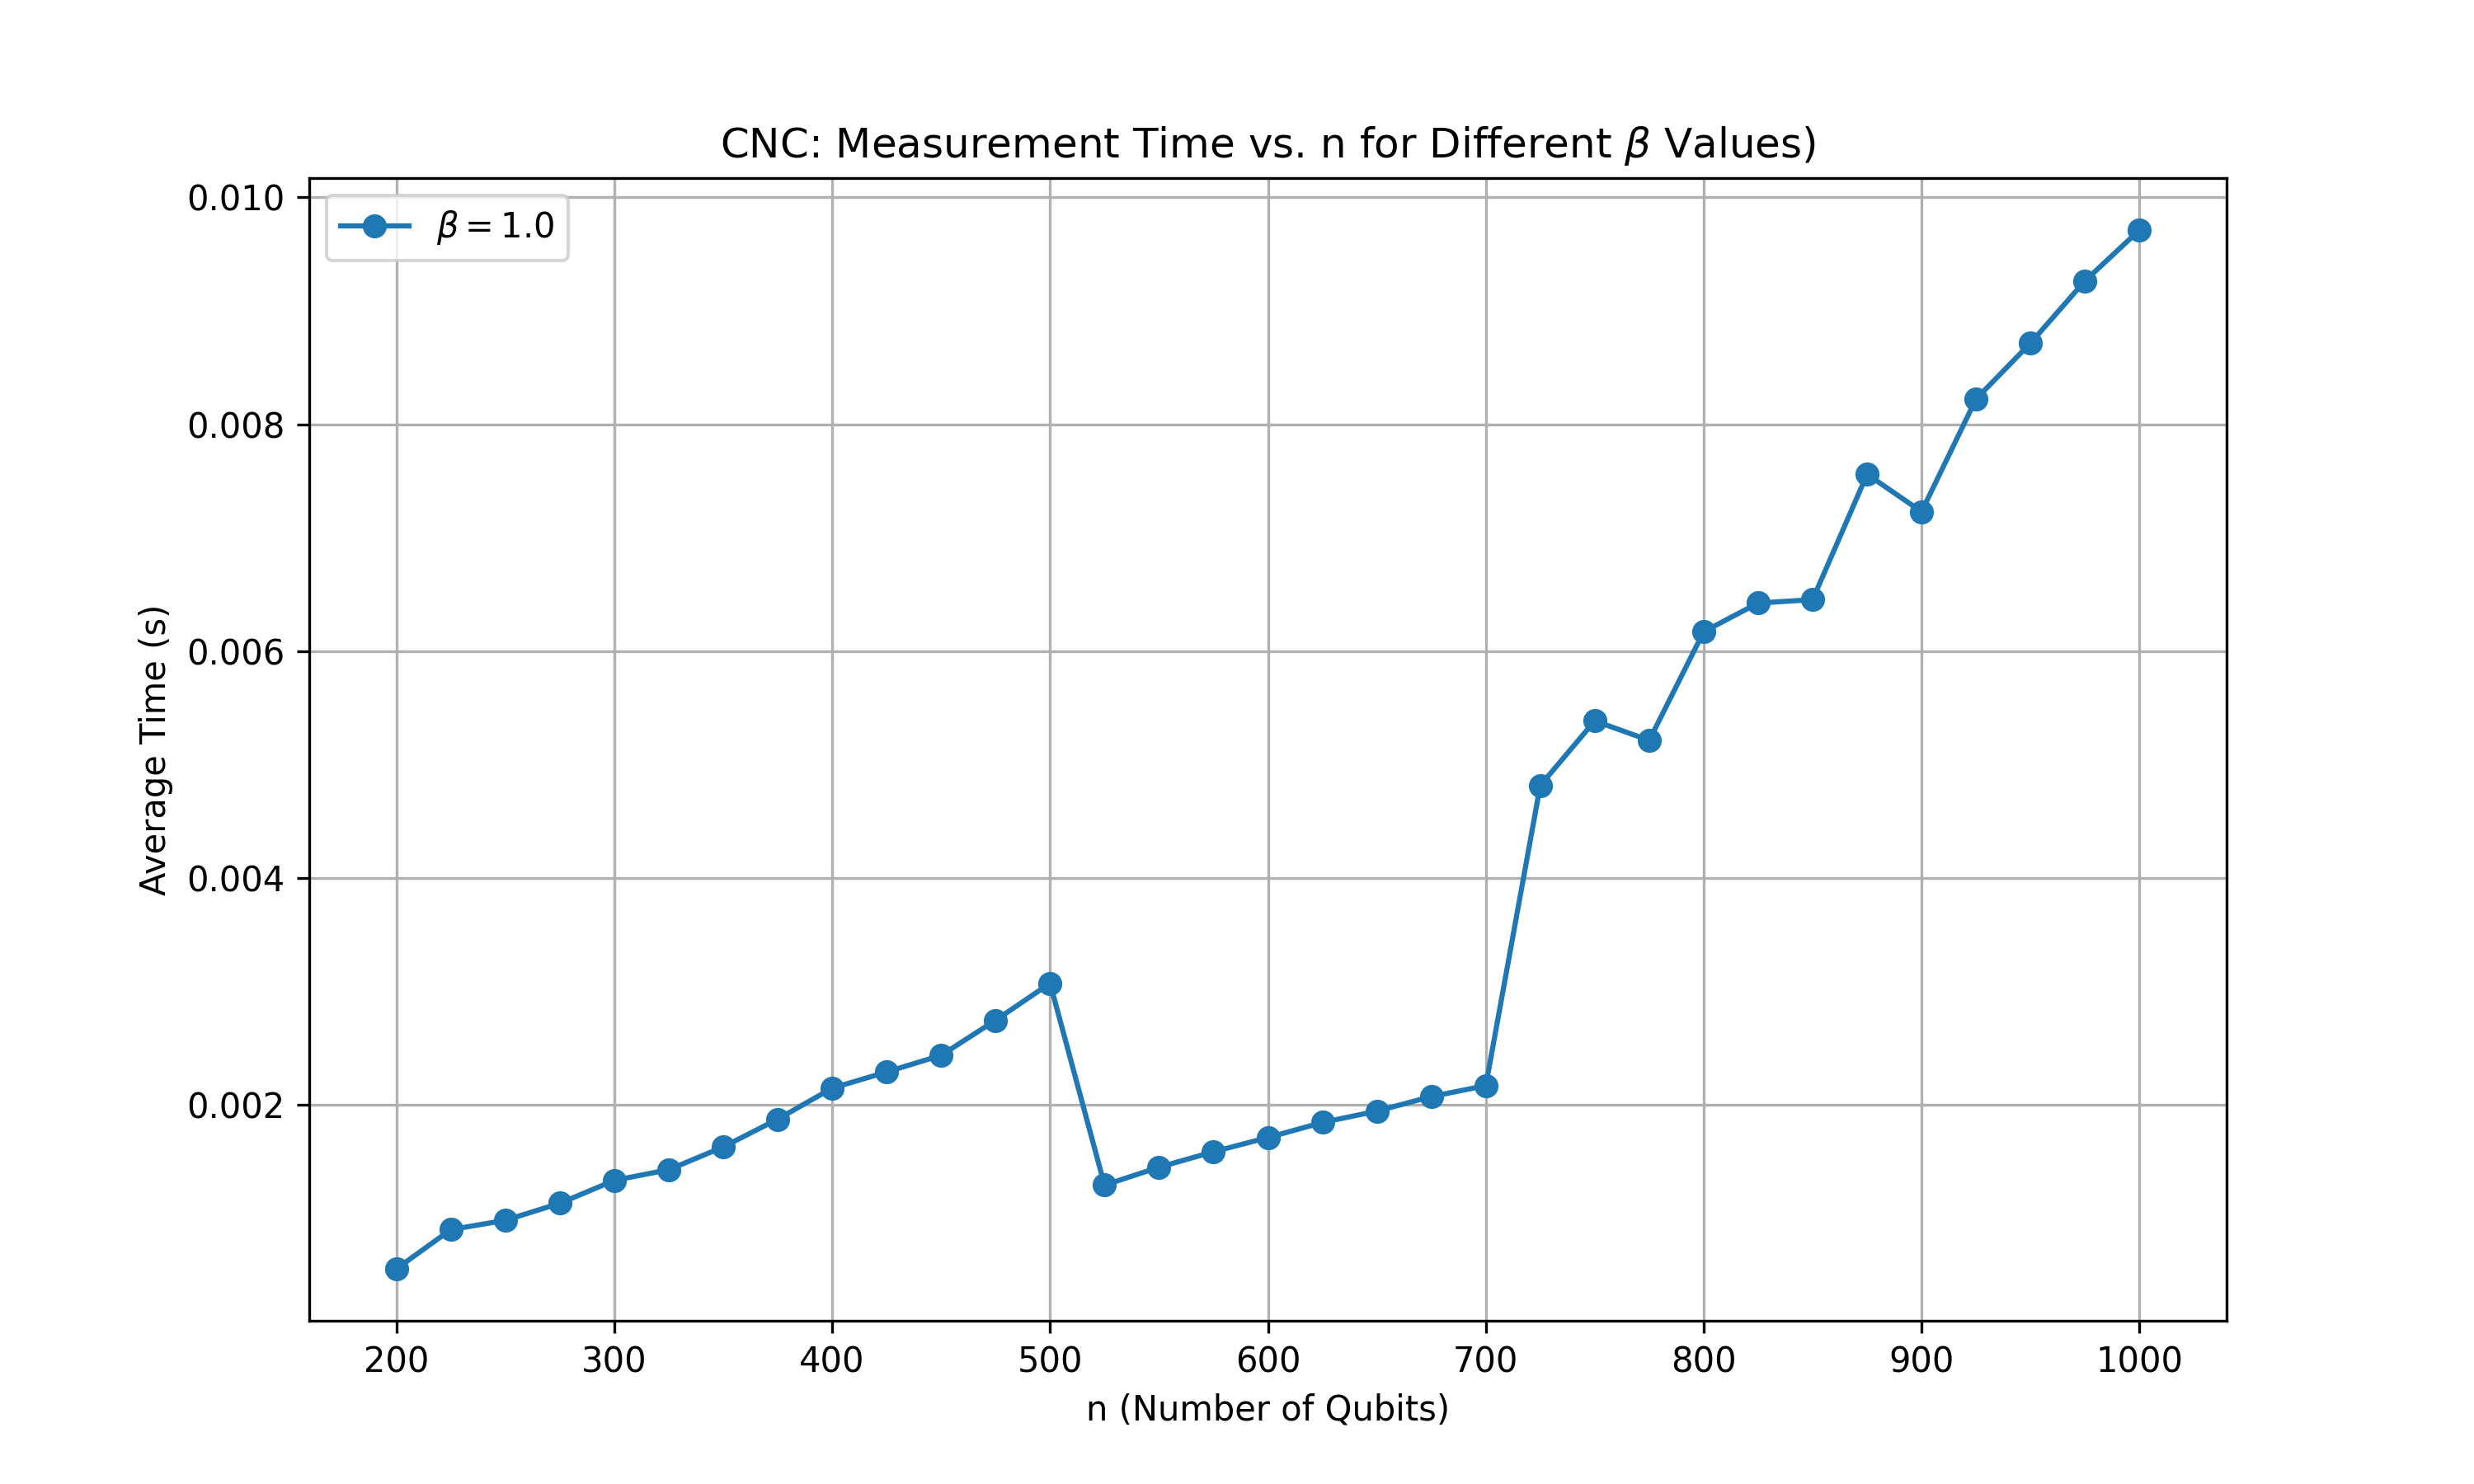 CNC: Measurement Time vs. n for Different β Values)
β = 1.0
0.010
0.008
0.006
0.004
0.002
Average Time (s)
200 300 400 500 600 700 800 900 1000
n (Number of Qubits)